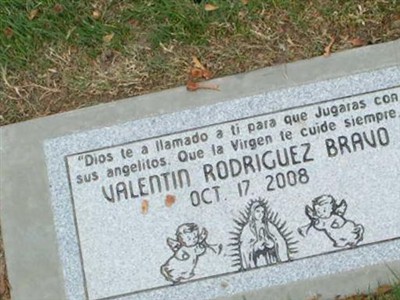 "Dios te a llamado a ti para que Jugaras con
sus angelitos. Que la Virgen te cuide siempre.
VALENTIN RODRIGUEZ BRAVO
OCT. 17. 2008